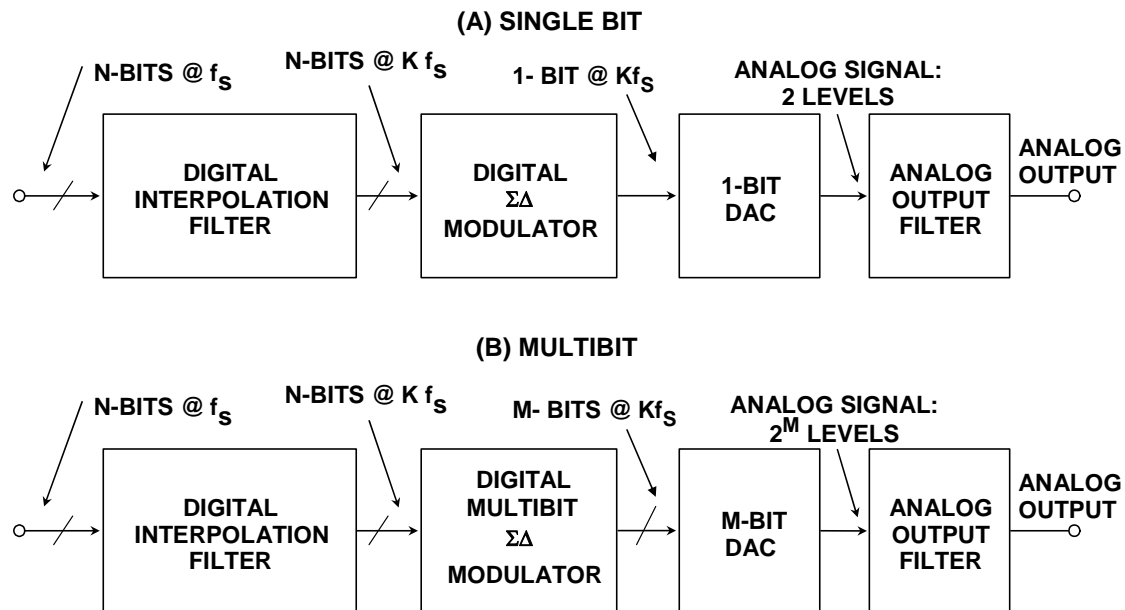 (A) SINGLE BIT
N-BITS @ fS
N-BITS @ K fS
1- BIT @ KfS
ANALOG SIGNAL:
2 LEVELS
DIGITAL
INTERPOLATION
FILTER
DIGITAL
ΣΔ
MODULATOR
1-BIT
DAC
ANALOG
OUTPUT
FILTER
ANALOG
OUTPUT
(B) MULTIBIT
N-BITS @ fS
N-BITS @ K fS
M- BITS @ KfS
ANALOG SIGNAL:
2^M LEVELS
DIGITAL
INTERPOLATION
FILTER
DIGITAL
MULTIBIT
ΣΔ
MODULATOR
M-BIT
DAC
ANALOG
OUTPUT
FILTER
ANALOG
OUTPUT